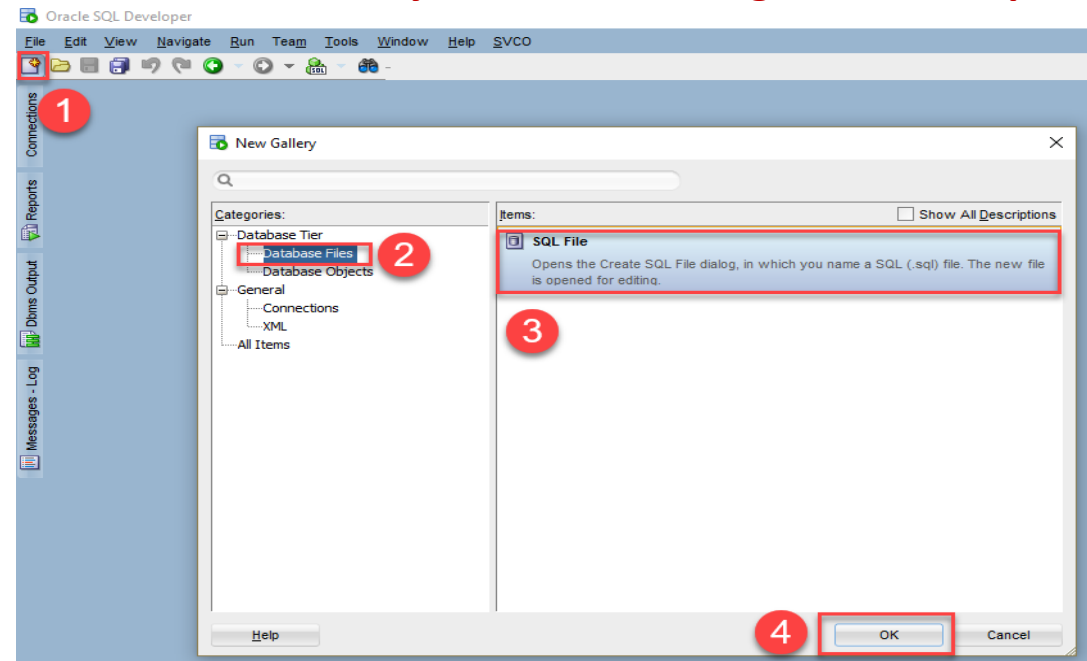 Oracle SQL Developer
File Edit View Navigate Run Team Tools Window Help SVCO
SQL
1
Connections
Reports
Dbms Output
Messages - Log
New Gallery
Categories:
Database Tier
Database Files
2
Database Objects
General
Connections
XML
All Items
Items:
Show All Descriptions
SQL File
Opens the Create SQL File dialog, in which you name a SQL (.sql) file. The new file
is opened for editing.
3
Help
4
OK
Cancel